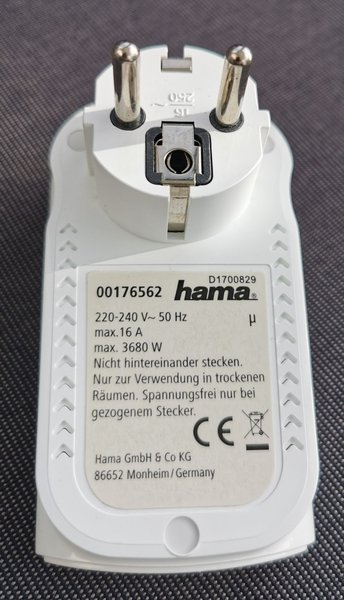 16
250~
D1700829
00176562 hama®
220-240 V~ 50 Hz µ
max.16 A
max. 3680 W
Nicht hintereinander stecken.
Nur zur Verwendung in trockenen
Räumen. Spannungsfrei nur bei
gezogenem Stecker.
CE
Hama GmbH & Co KG
86652 Monheim/Germany